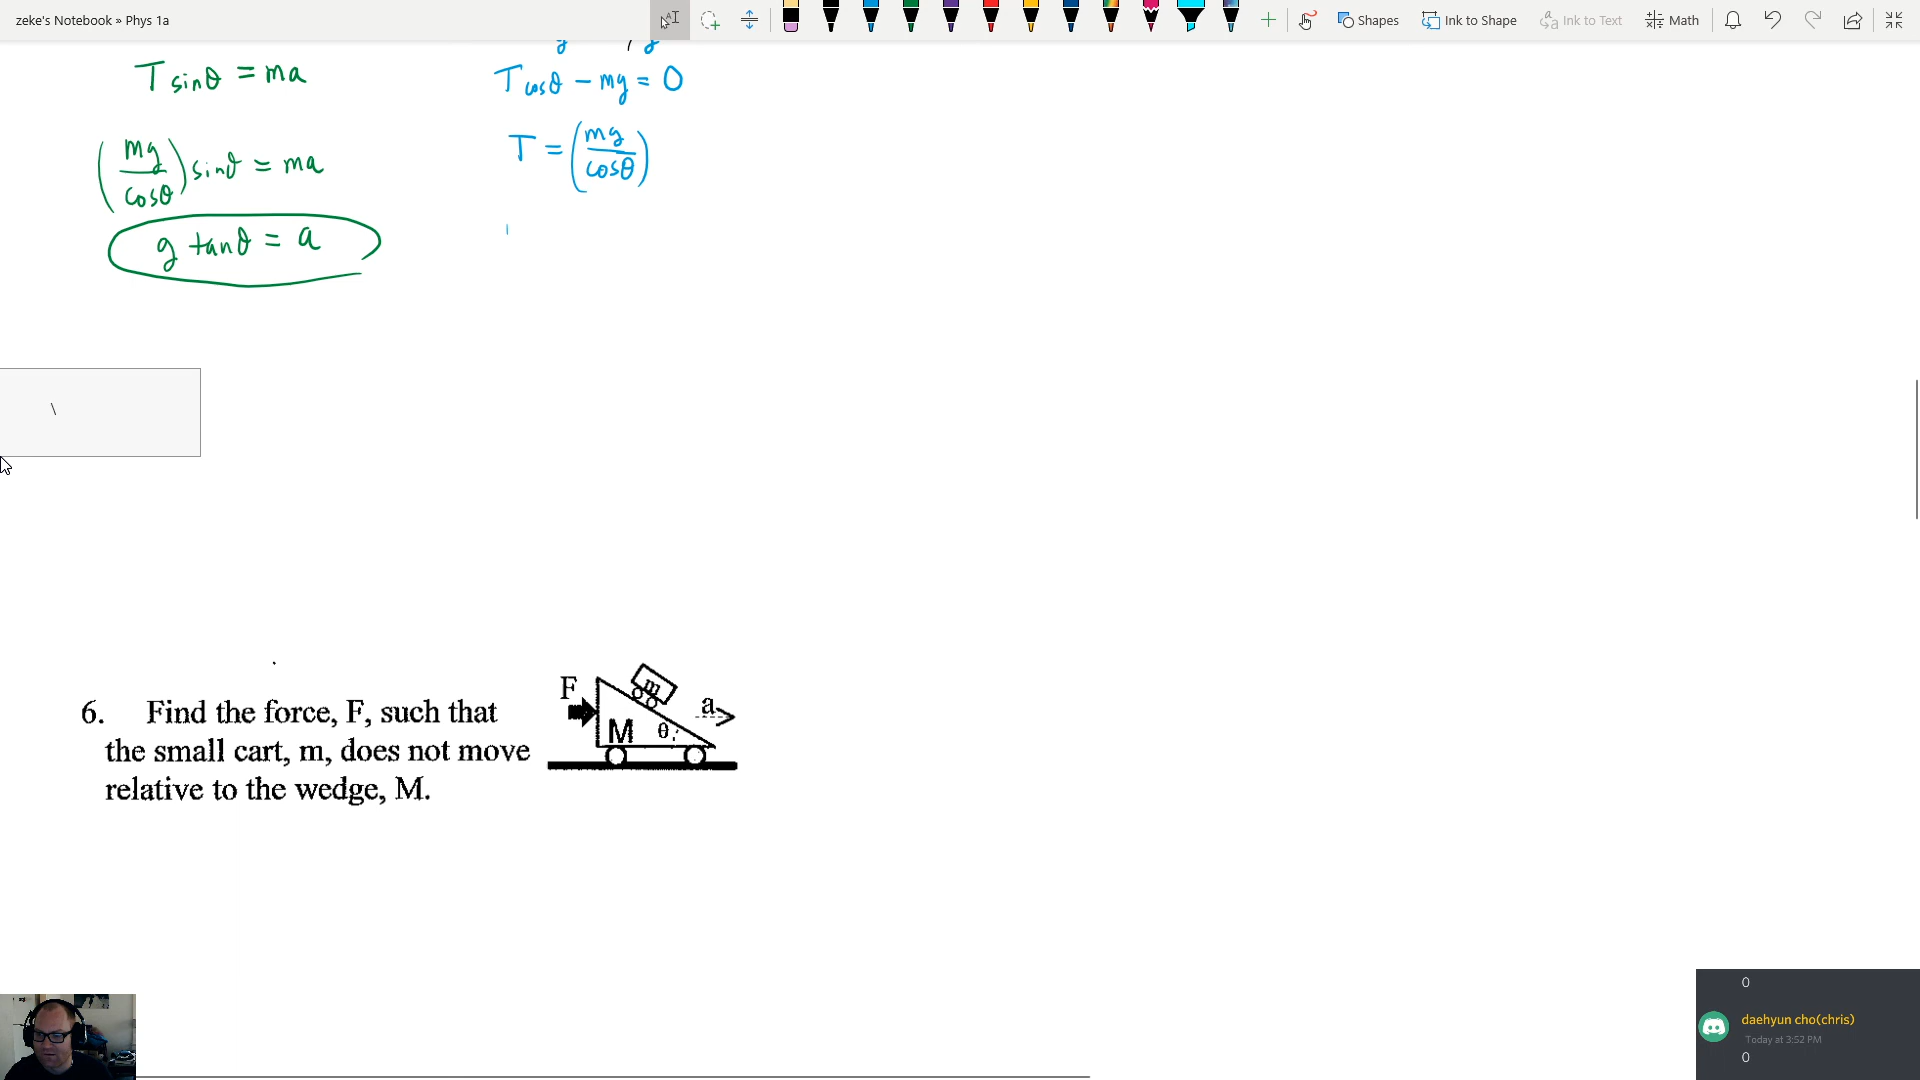 zeke's Notebook » Phys 1a
Shapes
Ink to Shape
Ink to Text
Math
T sinθ = ma
T cosθ - mg = 0
(mg/cosθ) sinθ = ma
T = (mg/cosθ)
g tanθ = a
\
6. Find the force, F, such that
the small cart, m, does not move
relative to the wedge, M.
F
m
a
M
θ
0
daehyun cho(chris)
Today at 3:52 PM
0